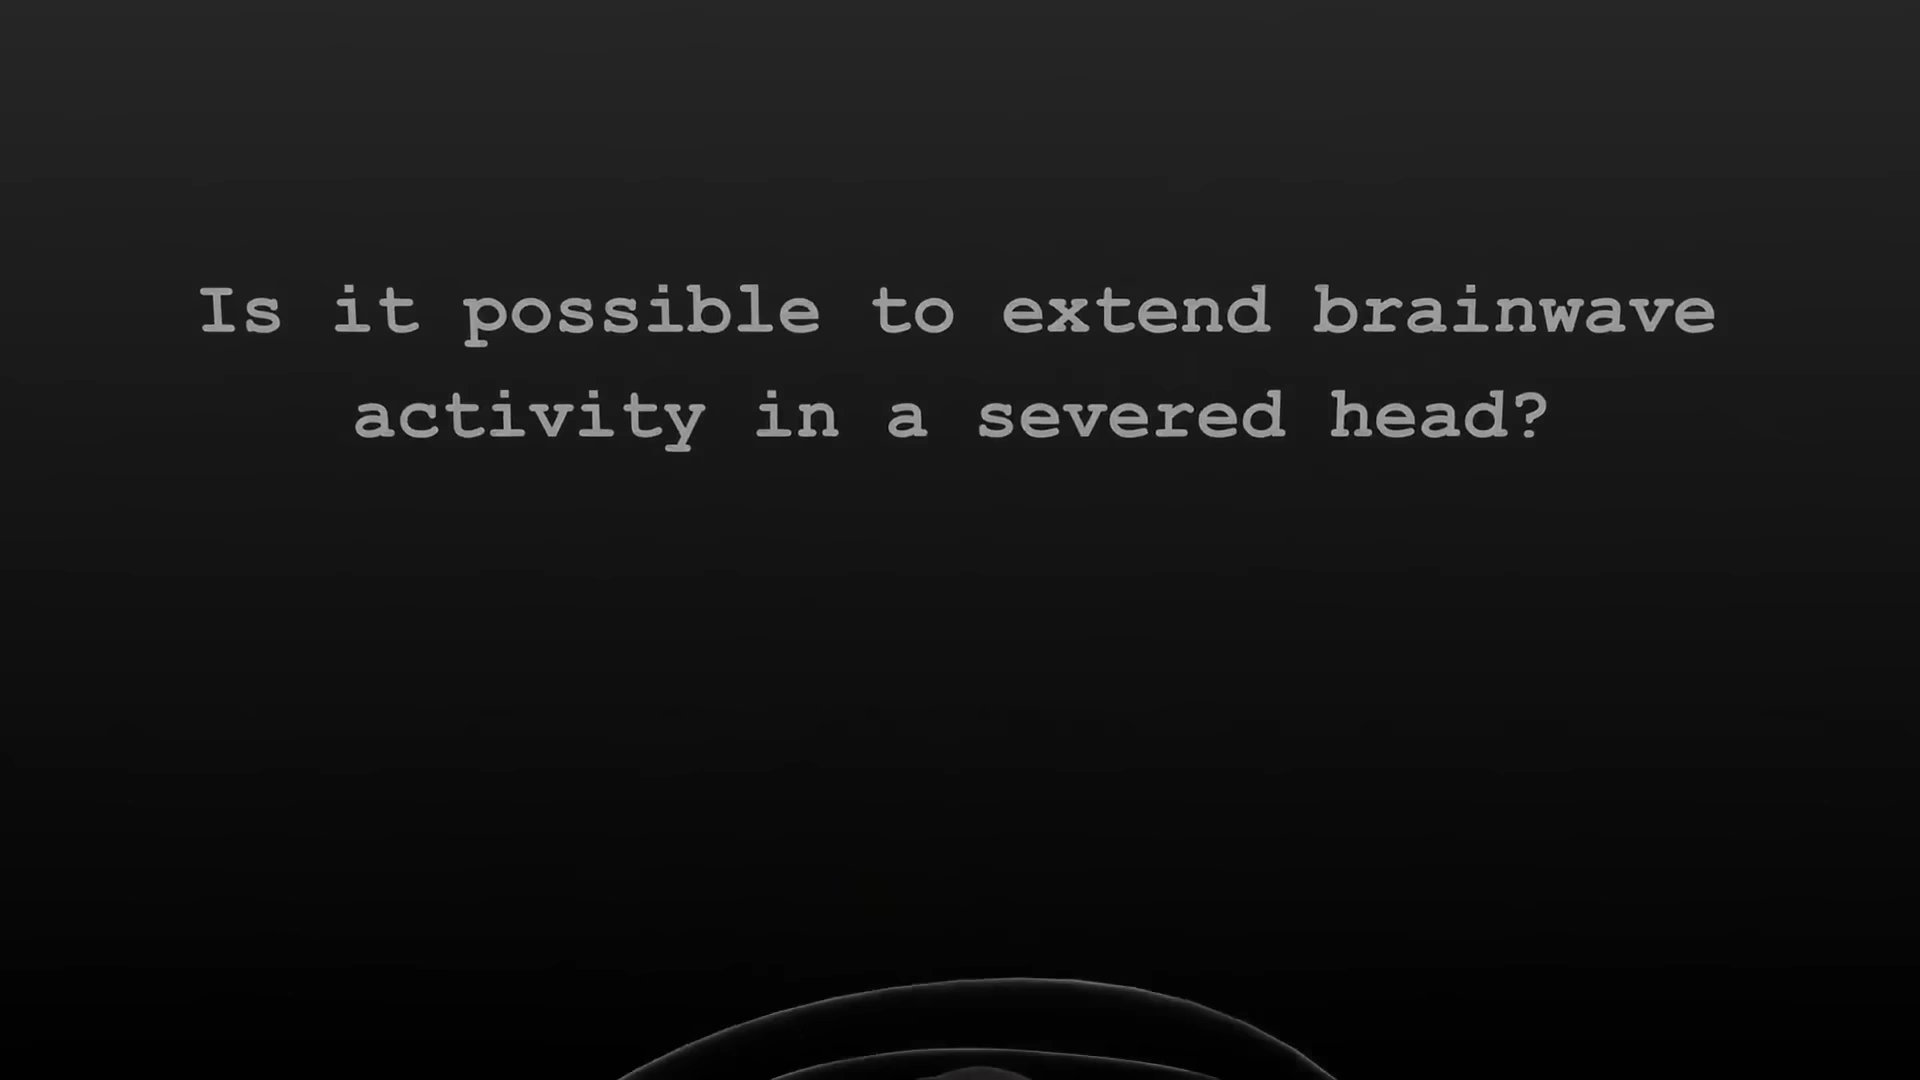 Is it possible to extend brainwave
activity in a severed head?